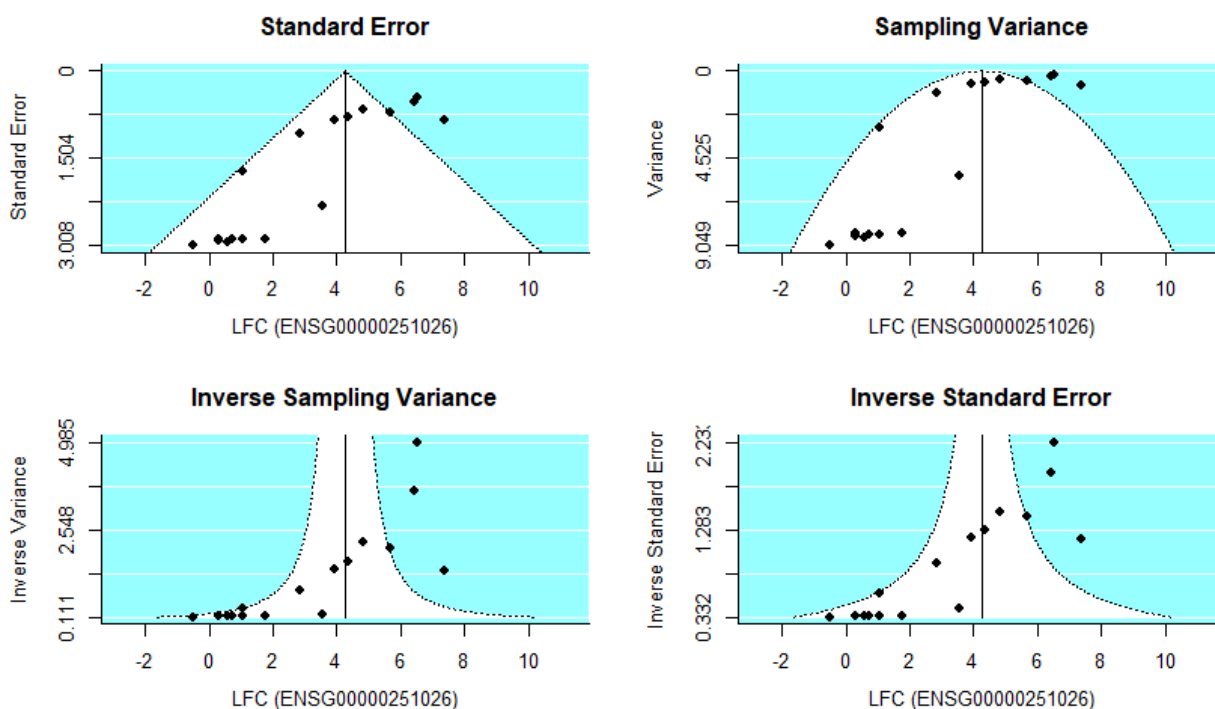 Standard Error
Standard Error
0
1.504
3.008
-2 0 2 4 6 8 10
LFC (ENSG00000251026)
Sampling Variance
Variance
0
4.525
9.049
-2 0 2 4 6 8 10
LFC (ENSG00000251026)
Inverse Sampling Variance
Inverse Variance
4.985
2.548
0.111
-2 0 2 4 6 8 10
LFC (ENSG00000251026)
Inverse Standard Error
Inverse Standard Error
1.283
0.332
-2 0 2 4 6 8 10
LFC (ENSG00000251026)